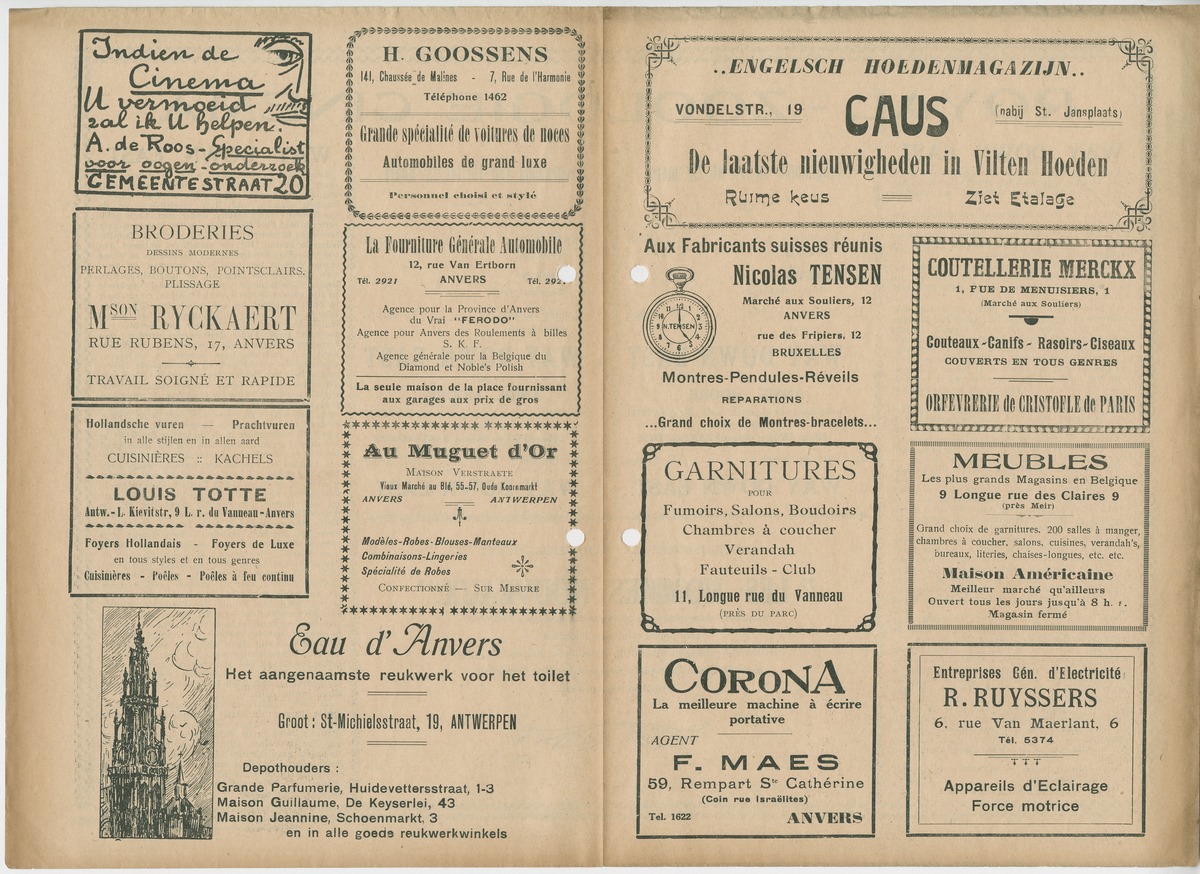 Indien de
Cinema
U vermoeid
zal ik U helpen.
A. de Roos - Specialist
voor oogen - onderzoek
GEMEENTESTRAAT 20
BRODERIES
DESSINS MODERNES
PERLAGES, BOUTONS, POINTSCLAIRS,
PLISSAGE
MSON RYCKAERT
RUE RUBENS, 17, ANVERS
TRAVAIL SOIGNÉ ET RAPIDE
Hollandsche vuren — Prachtvuren
in alle stijlen en in allen aard
CUISINIÈRES :: KACHELS
LOUIS TOTTE
Antw.-L. Kievitstr, 9 L. r. du Vanneau-Anvers
Foyers Hollandais - Foyers de Luxe
en tous styles et en tous genres
Cuisinières - Poêles - Poêles à feu continu
H. GOOSSENS
141, Chaussée de Malines - 7, Rue de l'Harmonie
Téléphone 1462
Grande spécialité de voitures de noces
Automobiles de grand luxe
Personnel choisi et stylé
La Fourniture Générale Automobile
12, rue Van Ertborn
Tél. 2921 ANVERS Tél. 292
Agence pour la Province d'Anvers
du Vrai "FERODO"
Agence pour Anvers des Roulements à billes
S. K. F.
Agence générale pour la Belgique du
Diamond et Noble's Polish
La seule maison de la place fournissant
aux garages aux prix de gros
Au Muguet d'Or
MAISON VERSTRAETE
Vieux Marché au Blé, 55-57, Oude Koornmarkt
ANVERS ANTWERPEN
Modèles-Robes-Blouses-Manteaux
Combinaisons-Lingeries
Spécialité de Robes
CONFECTIONNÉ — SUR MESURE
Eau d'Anvers
Het aangenaamste reukwerk voor het toilet
Groot: St-Michielsstraat, 19, ANTWERPEN
Depothouders :
Grande Parfumerie, Huidevettersstraat, 1-3
Maison Guillaume, De Keyserlei, 43
Maison Jeannine, Schoenmarkt, 3
en in alle goede reukwerkwinkels
..ENGELSCH HOEDENMAGAZIJN..
VONDELSTR., 19 CAUS (nabij St. Jansplaats)
De laatste nieuwigheden in Vilten Hoeden
Ruime keus Ziet Etalage
Aux Fabricants suisses réunis
Nicolas TENSEN
Marché aux Souliers, 12
ANVERS
N.TENSEN
rue des Fripiers, 12
BRUXELLES
Montres-Pendules-Réveils
REPARATIONS
...Grand choix de Montres-bracelets...
COUTELLERIE MERCKX
1, FUE DE MENUISIERS, 1
(Marché aux Souliers)
Couteaux-Canifs - Rasoirs-Ciseaux
COUVERTS EN TOUS GENRES
ORFEVRERIE de CRISTOFLE de PARIS
GARNITURES
POUR
Fumoirs, Salons, Boudoirs
Chambres à coucher
Verandah
Fauteuils - Club
11, Longue rue du Vanneau
(PRÈS DU PARC)
MEUBLES
Les plus grands Magasins en Belgique
9 Longue rue des Claires 9
(près Meir)
Grand choix de garnitures. 200 salles à manger,
chambres à coucher, salons, cuisines, verandah's,
bureaux, literies, chaises-longues, etc. etc.
Maison Américaine
Meilleur marché qu'ailleurs
Ouvert tous les jours jusqu'à 8 h.
Magasin fermé
CORONA
La meilleure machine à écrire
portative
AGENT
F. MAES
59, Rempart Ste Cathérine
(Coin rue Israëlites)
Tel. 1622 ANVERS
Entreprises Gén. d'Electricité
R. RUYSSERS
6, rue Van Maerlant, 6
Tél. 5374
Appareils d'Eclairage
Force motrice